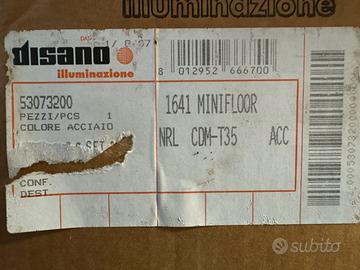 illuminazione
DATA
disano
illuminazione
8 012952 666700
53073200
PEZZI/PCS 1
COLORE ACCIAIO
1641 MINIFLOOR
NRL CDM-T35 ACC
CONF.
DEST.
subito